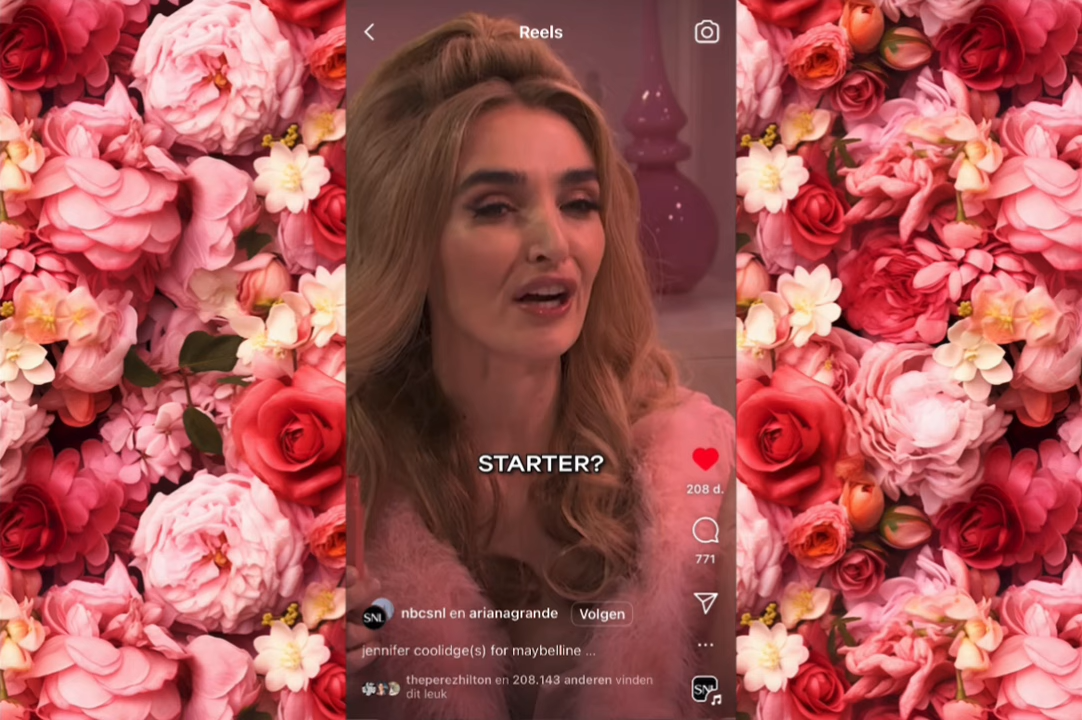 Reels
STARTER?
208 d.
771
SNL
nbcsnl en arianagrande Volgen
jennifer coolidge(s) for maybelline ...
theperezhilton en 208.143 anderen vinden
dit leuk
SNL